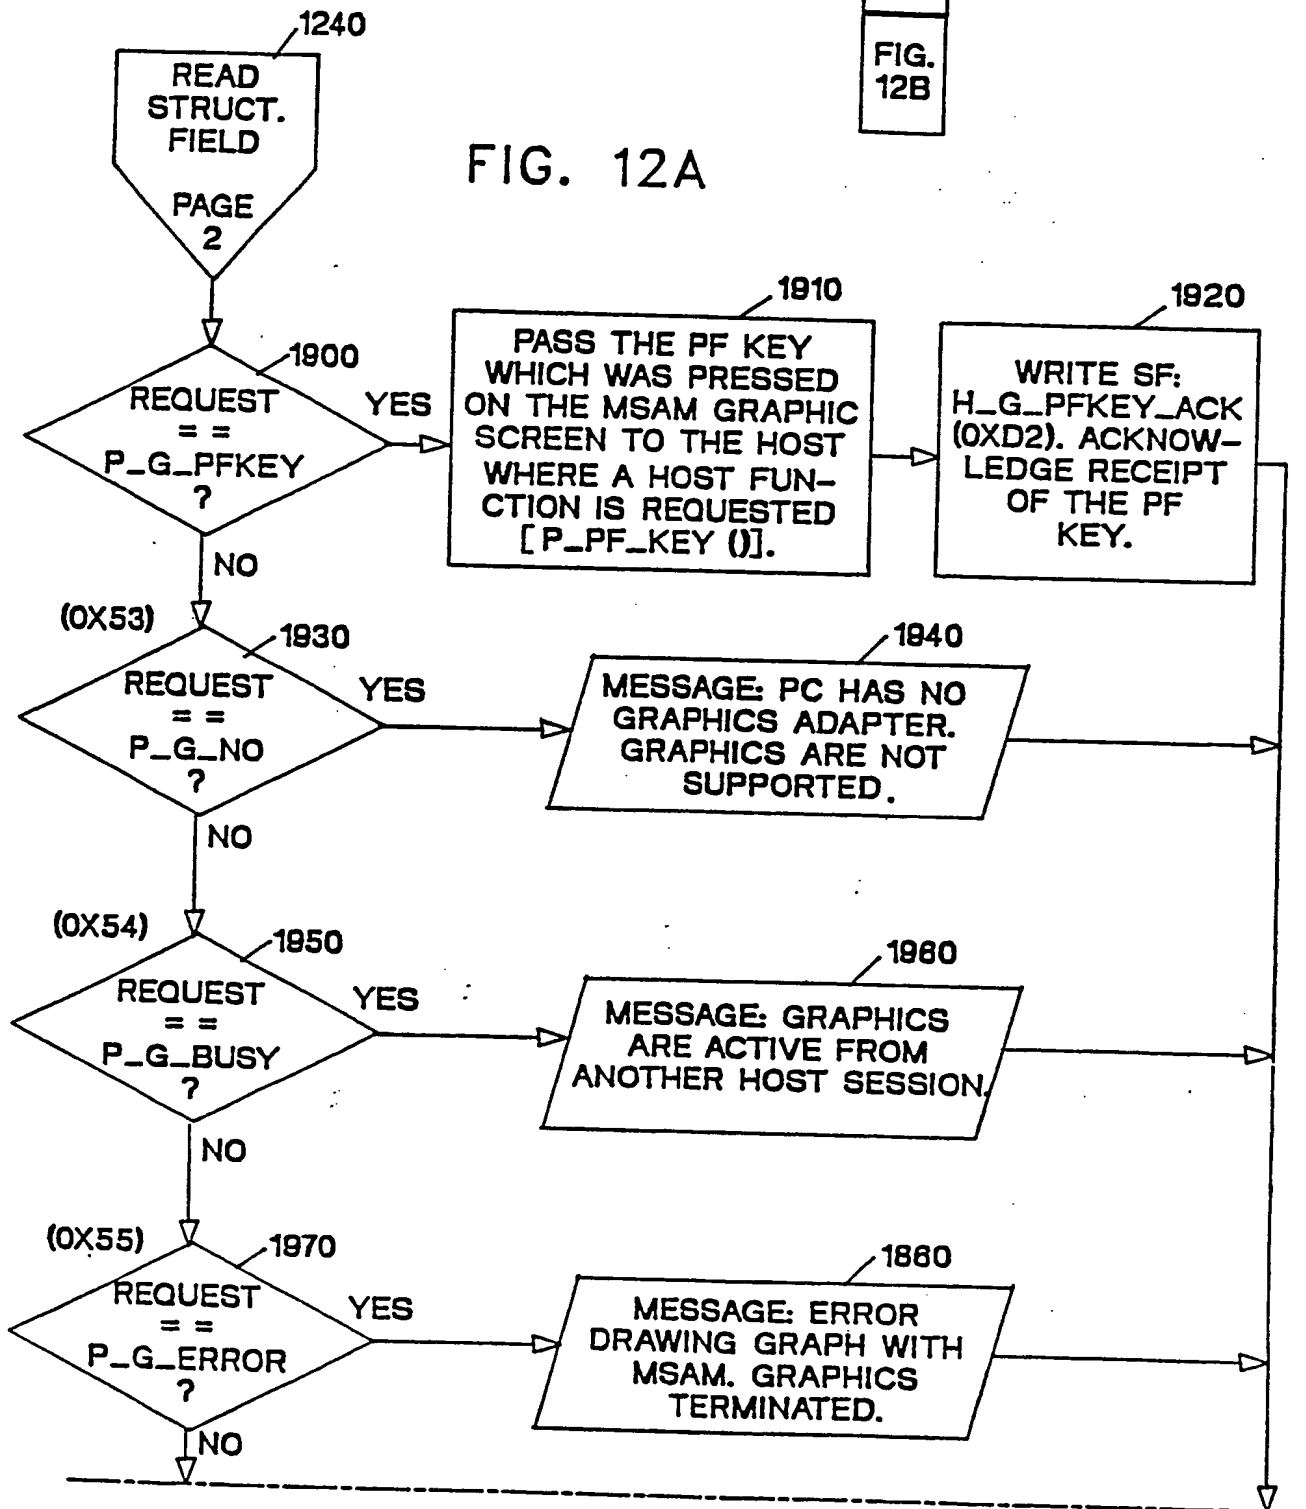 1240
READ
STRUCT.
FIELD
PAGE
2
FIG.
12B
FIG. 12A
1900
REQUEST
==
P_G_PFKEY
?
YES
NO
1910
PASS THE PF KEY
WHICH WAS PRESSED
ON THE MSAM GRAPHIC
SCREEN TO THE HOST
WHERE A HOST FUN-
CTION IS REQUESTED
[P_PF_KEY ()].
1920
WRITE SF:
H_G_PFKEY_ACK
(0XD2). ACKNOW-
LEDGE RECEIPT
OF THE PF
KEY.
(0X53)
1930
REQUEST
==
P_G_NO
?
YES
NO
1940
MESSAGE: PC HAS NO
GRAPHICS ADAPTER.
GRAPHICS ARE NOT
SUPPORTED.
(0X54)
1950
REQUEST
==
P_G_BUSY
?
YES
NO
1960
MESSAGE: GRAPHICS
ARE ACTIVE FROM
ANOTHER HOST SESSION.
(0X55)
1970
REQUEST
==
P_G_ERROR
?
YES
NO
1860
MESSAGE: ERROR
DRAWING GRAPH WITH
MSAM. GRAPHICS
TERMINATED.